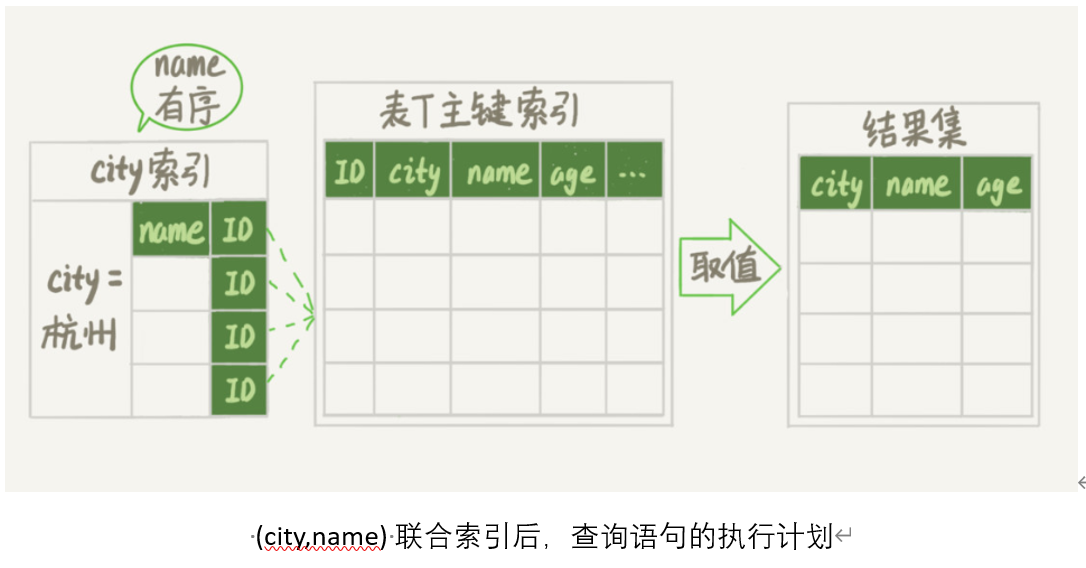 name
有序
city索引
name ID
city =
杭州
ID
ID
ID
表T主键索引
ID city name age ...
取值
结果集
city name age
(city,name) 联合索引后，查询语句的执行计划